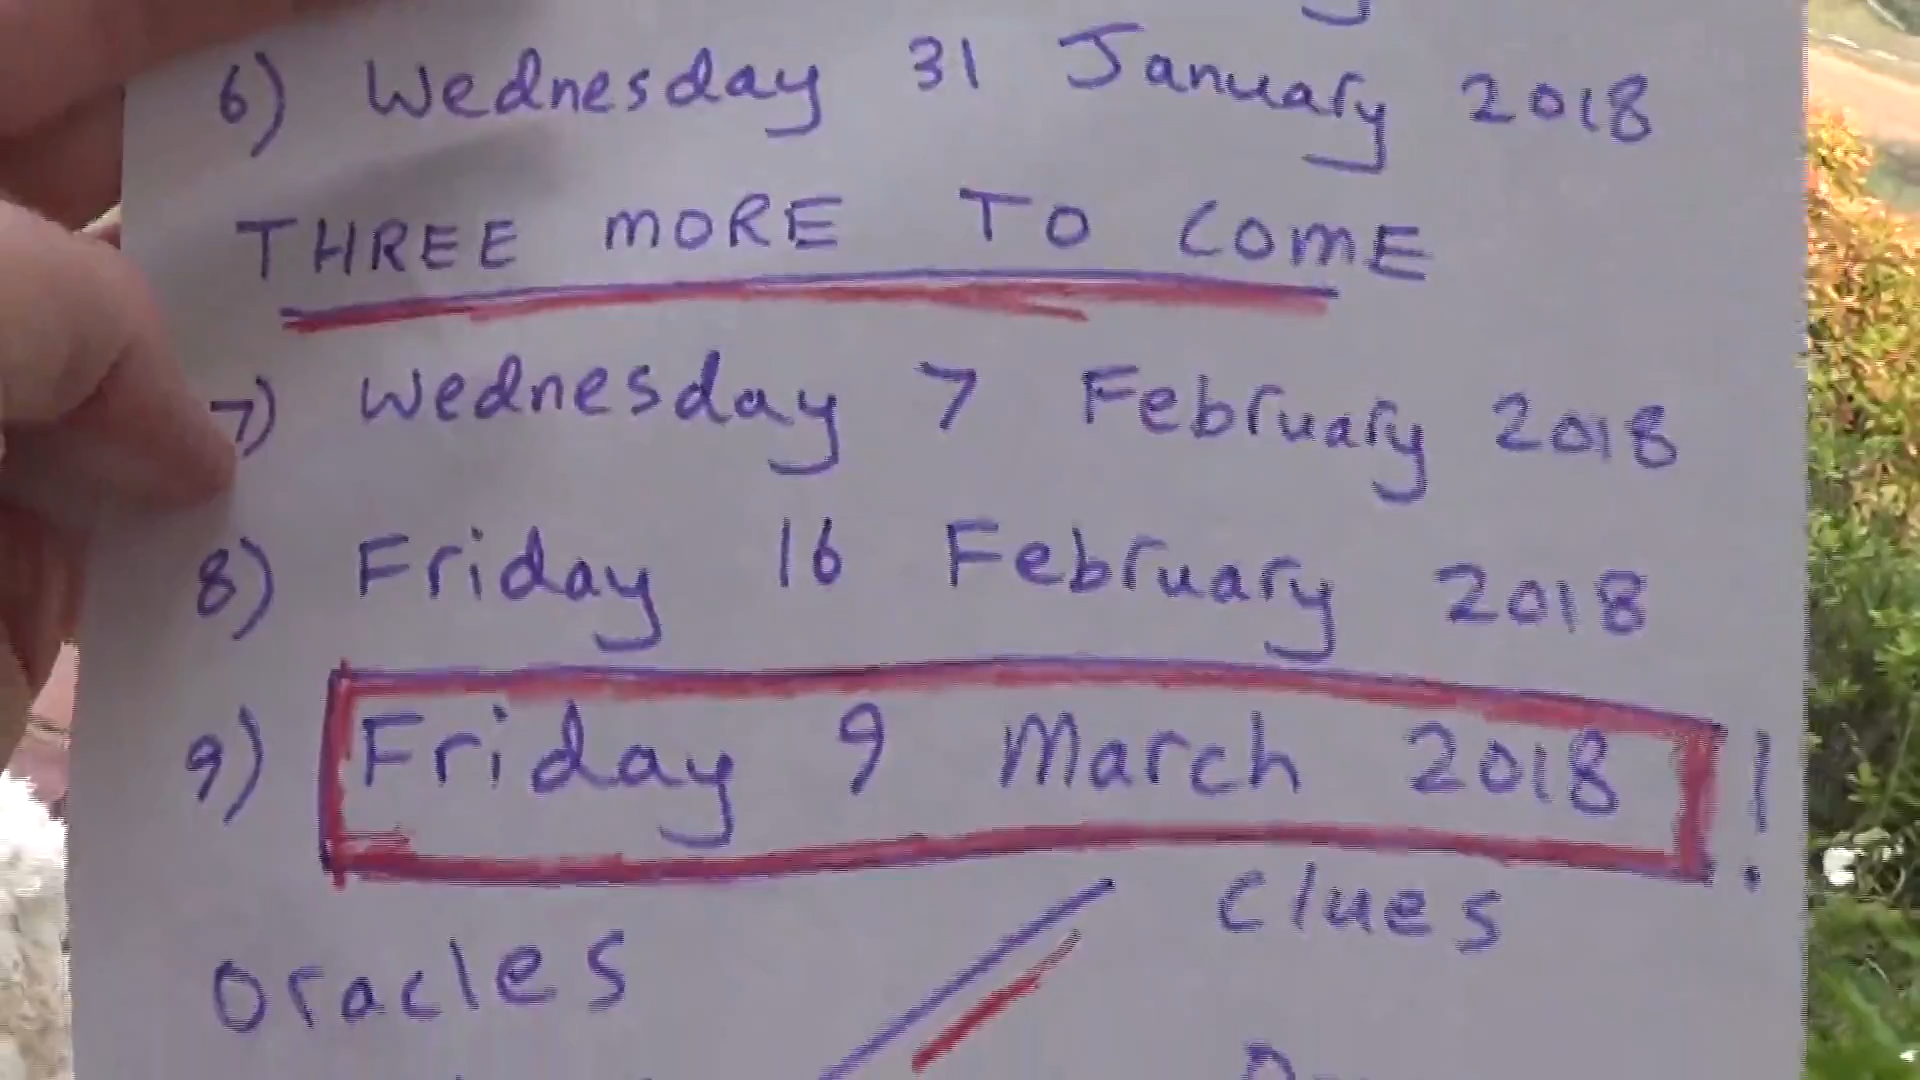 6) Wednesday 31 January 2018
THREE MORE TO COME
7) Wednesday 7 February 2018
8) Friday 16 February 2018
9) Friday 9 March 2018 !
Clues
Oracles